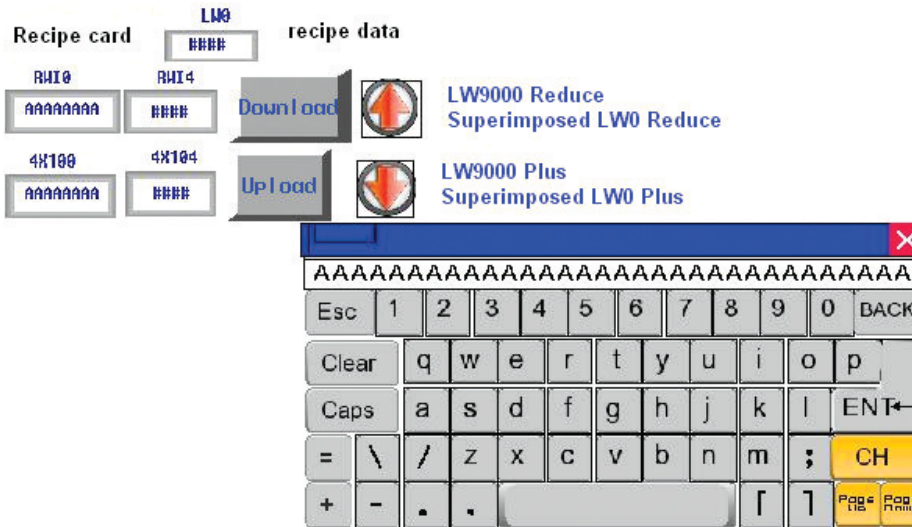 LW0
Recipe card #### recipe data
RWI0 RWI4
AAAAAAAA #### Download LW9000 Reduce
Superimposed LW0 Reduce
4X100 4X104
AAAAAAAA #### Upload LW9000 Plus
Superimposed LW0 Plus
AAAAAAAAAAAAAAAAAAAAAAAAAAAAAAAA
Esc 1 2 3 4 5 6 7 8 9 0 BACK
Clear q w e r t y u i o p
Caps a s d f g h j k l ENT←
= \ / z x c v b n m ; CH
+ - . , [ ] Page Page